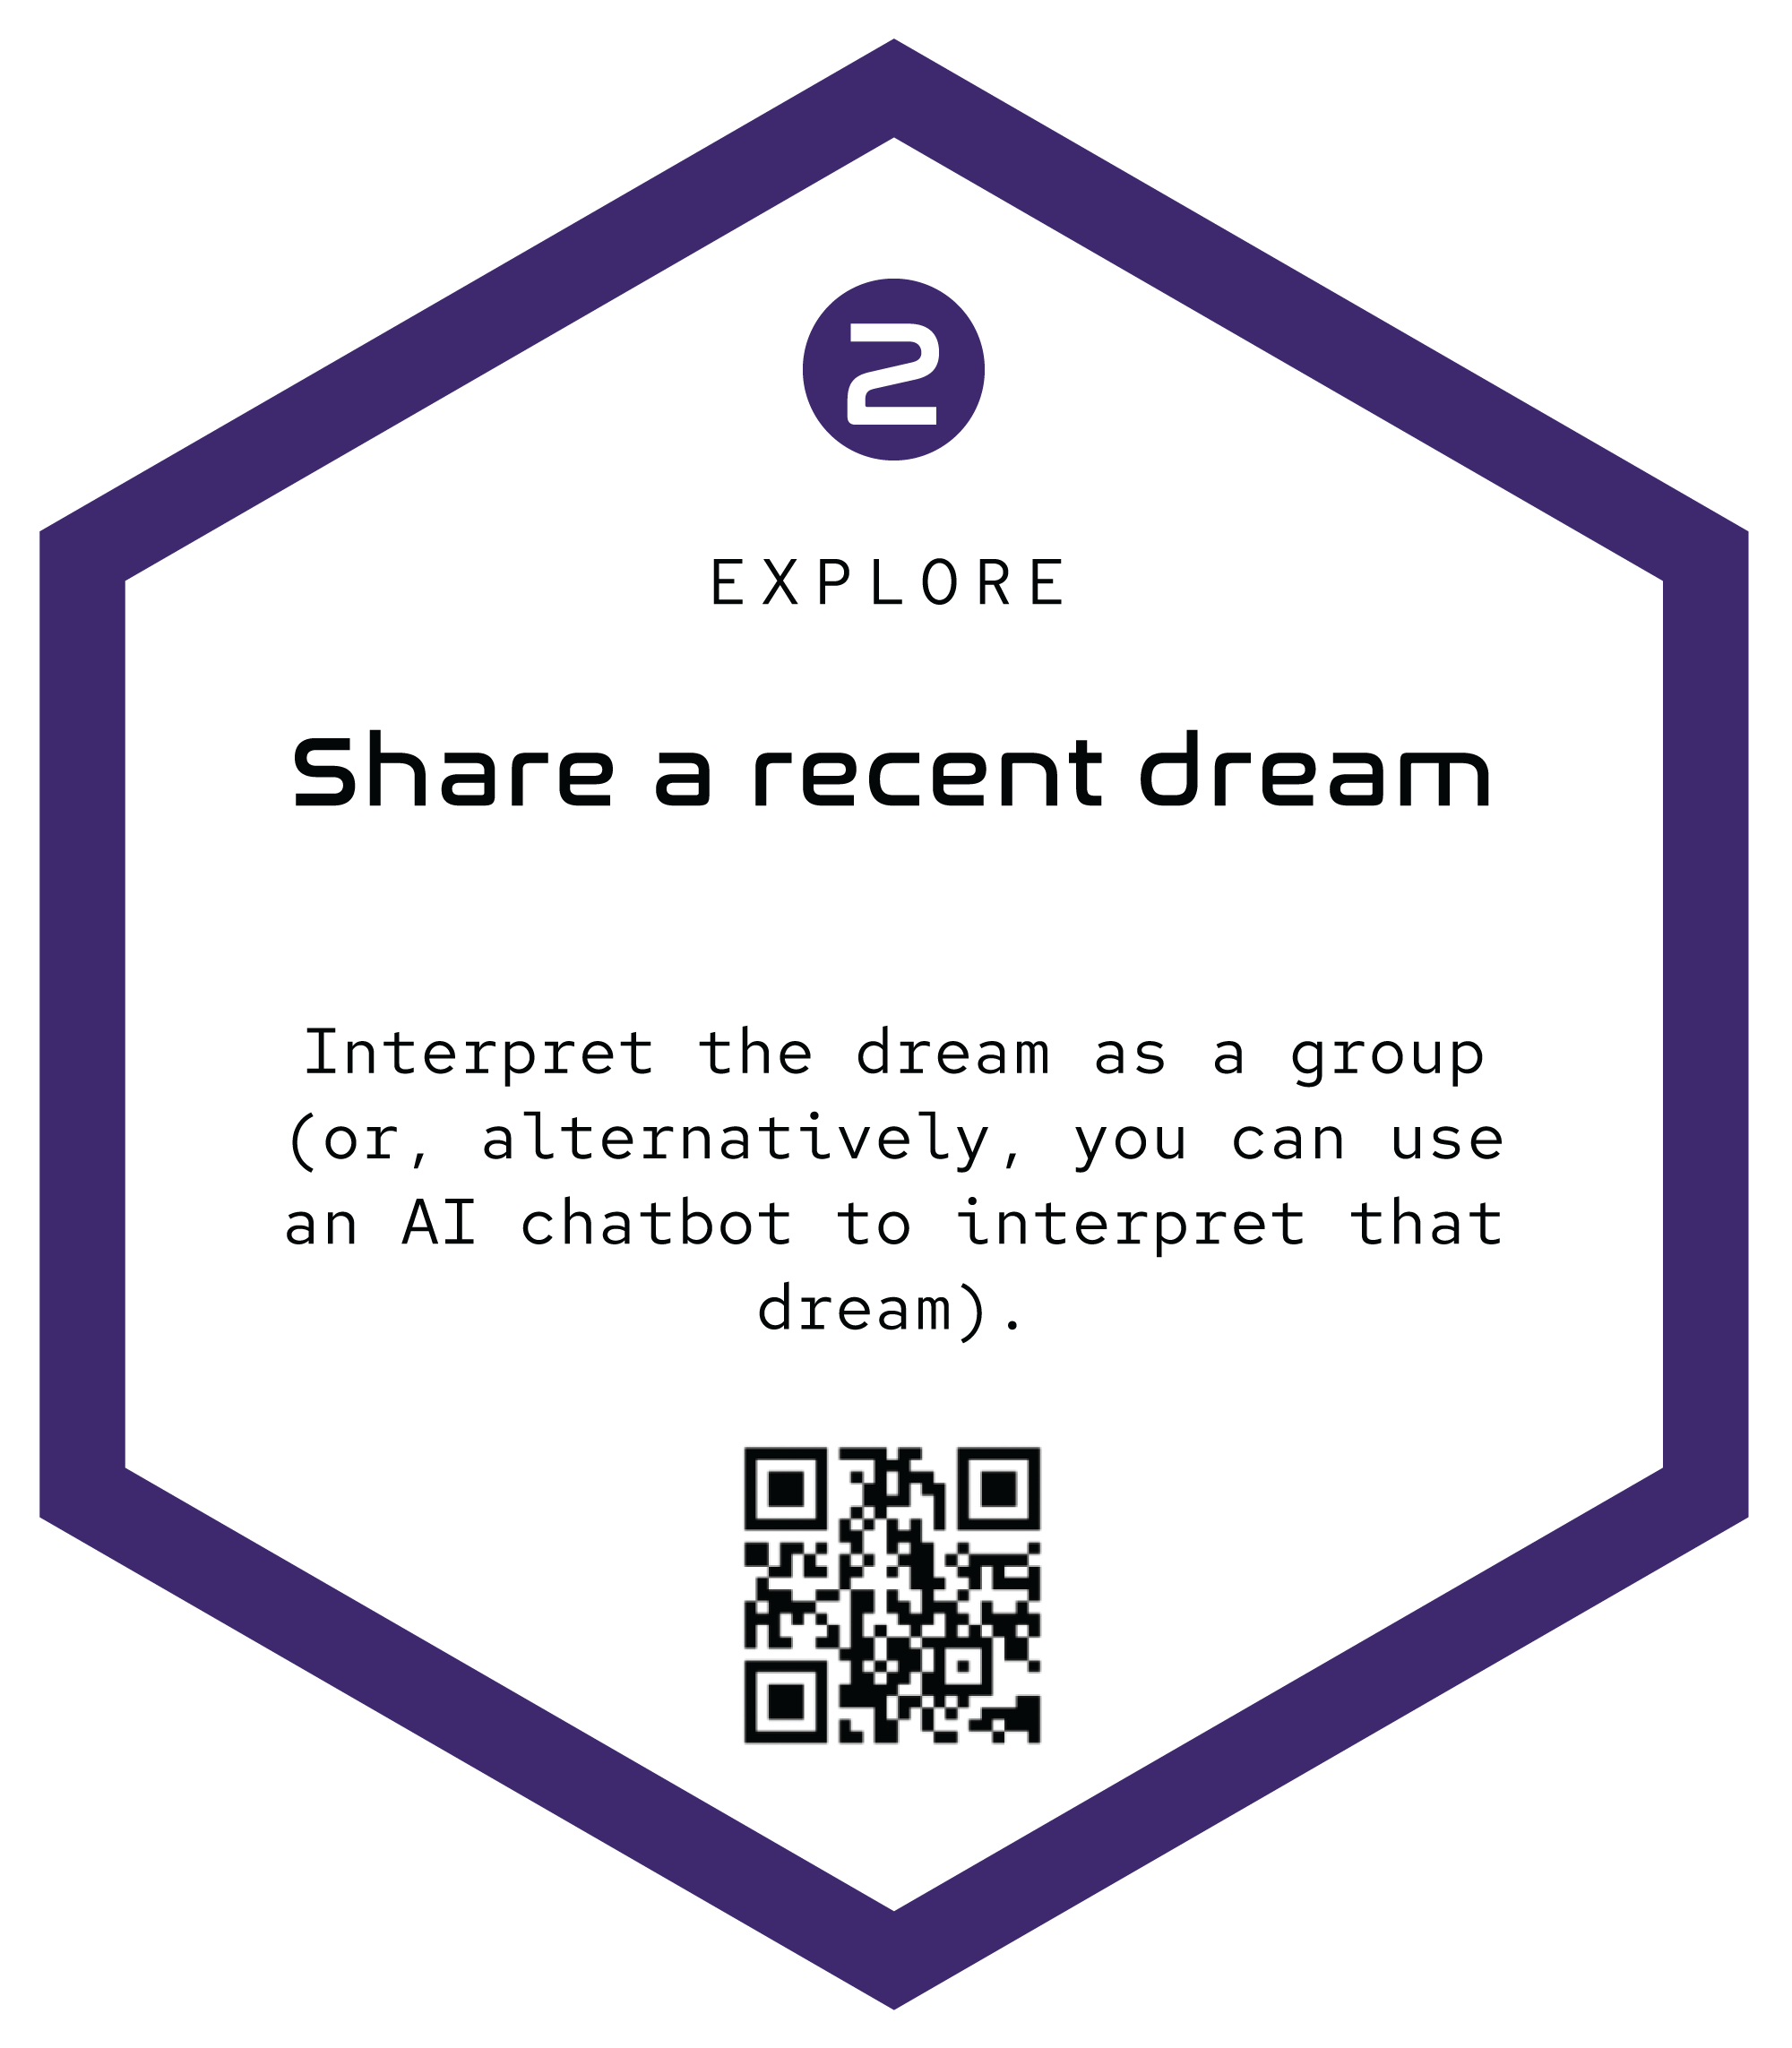 2
EXPLORE
Share a recent dream
Interpret the dream as a group
(or, alternatively, you can use
an AI chatbot to interpret that
dream).